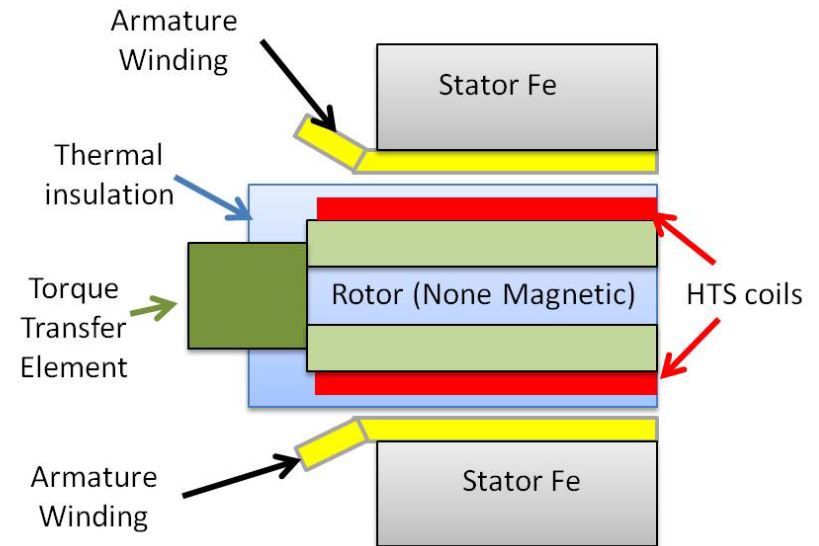 Armature
Winding
Stator Fe
Thermal
insulation
Rotor (None Magnetic)
HTS coils
Torque
Transfer
Element
Armature
Winding
Stator Fe